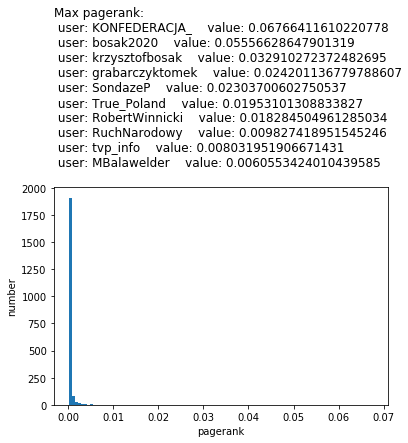 Max pagerank:
user: KONFEDERACJA_ value: 0.06766411610220778
user: bosak2020 value: 0.05556628647901319
user: krzysztofbosak value: 0.032910272372482695
user: grabarczyktomek value: 0.024201136779788607
user: SondazeP value: 0.02303700602750537
user: True_Poland value: 0.01953101308833827
user: RobertWinnicki value: 0.018284504961285034
user: RuchNarodowy value: 0.009827418951545246
user: tvp_info value: 0.008031951906671431
user: MBalawelder value: 0.0060553424010439585
2000
1750
1500
1250
1000
750
500
250
0
number
0.00 0.01 0.02 0.03 0.04 0.05 0.06 0.07
pagerank